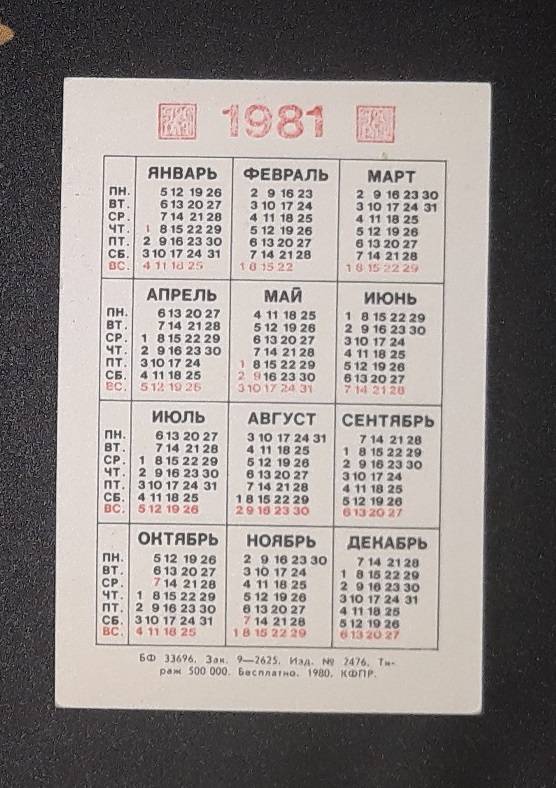 1981
ЯНВАРЬ ФЕВРАЛЬ МАРТ
ПН. 5 12 19 26 2 9 16 23 2 9 16 23 30
ВТ. 6 13 20 27 3 10 17 24 3 10 17 24 31
СР. 7 14 21 28 4 11 18 25 4 11 18 25
ЧТ. 1 8 15 22 29 5 12 19 26 5 12 19 26
ПТ. 2 9 16 23 30 6 13 20 27 6 13 20 27
СБ. 3 10 17 24 31 7 14 21 28 7 14 21 28
ВС. 4 11 18 25 1 8 15 22 1 8 15 22 29
АПРЕЛЬ МАЙ ИЮНЬ
ПН. 6 13 20 27 4 11 18 25 1 8 15 22 29
ВТ. 7 14 21 28 5 12 19 26 2 9 16 23 30
СР. 1 8 15 22 29 6 13 20 27 3 10 17 24
ЧТ. 2 9 16 23 30 7 14 21 28 4 11 18 25
ПТ. 3 10 17 24 1 8 15 22 29 5 12 19 26
СБ. 4 11 18 25 2 9 16 23 30 6 13 20 27
ВС. 5 12 19 26 3 10 17 24 31 7 14 21 28
ИЮЛЬ АВГУСТ СЕНТЯБРЬ
ПН. 6 13 20 27 3 10 17 24 31 7 14 21 28
ВТ. 7 14 21 28 4 11 18 25 1 8 15 22 29
СР. 1 8 15 22 29 5 12 19 26 2 9 16 23 30
ЧТ. 2 9 16 23 30 6 13 20 27 3 10 17 24
ПТ. 3 10 17 24 31 7 14 21 28 4 11 18 25
СБ. 4 11 18 25 1 8 15 22 29 5 12 19 26
ВС. 5 12 19 26 2 9 16 23 30 6 13 20 27
ОКТЯБРЬ НОЯБРЬ ДЕКАБРЬ
ПН. 5 12 19 26 2 9 16 23 30 7 14 21 28
ВТ. 6 13 20 27 3 10 17 24 1 8 15 22 29
СР. 7 14 21 28 4 11 18 25 2 9 16 23 30
ЧТ. 1 8 15 22 29 5 12 19 26 3 10 17 24 31
ПТ. 2 9 16 23 30 6 13 20 27 4 11 18 25
СБ. 3 10 17 24 31 7 14 21 28 5 12 19 26
ВС. 4 11 18 25 1 8 15 22 29 6 13 20 27
БФ 33696. Зак. 9—2625. Изд. № 2476. Ти-
раж 500 000. Бесплатно. 1980. КФПР.